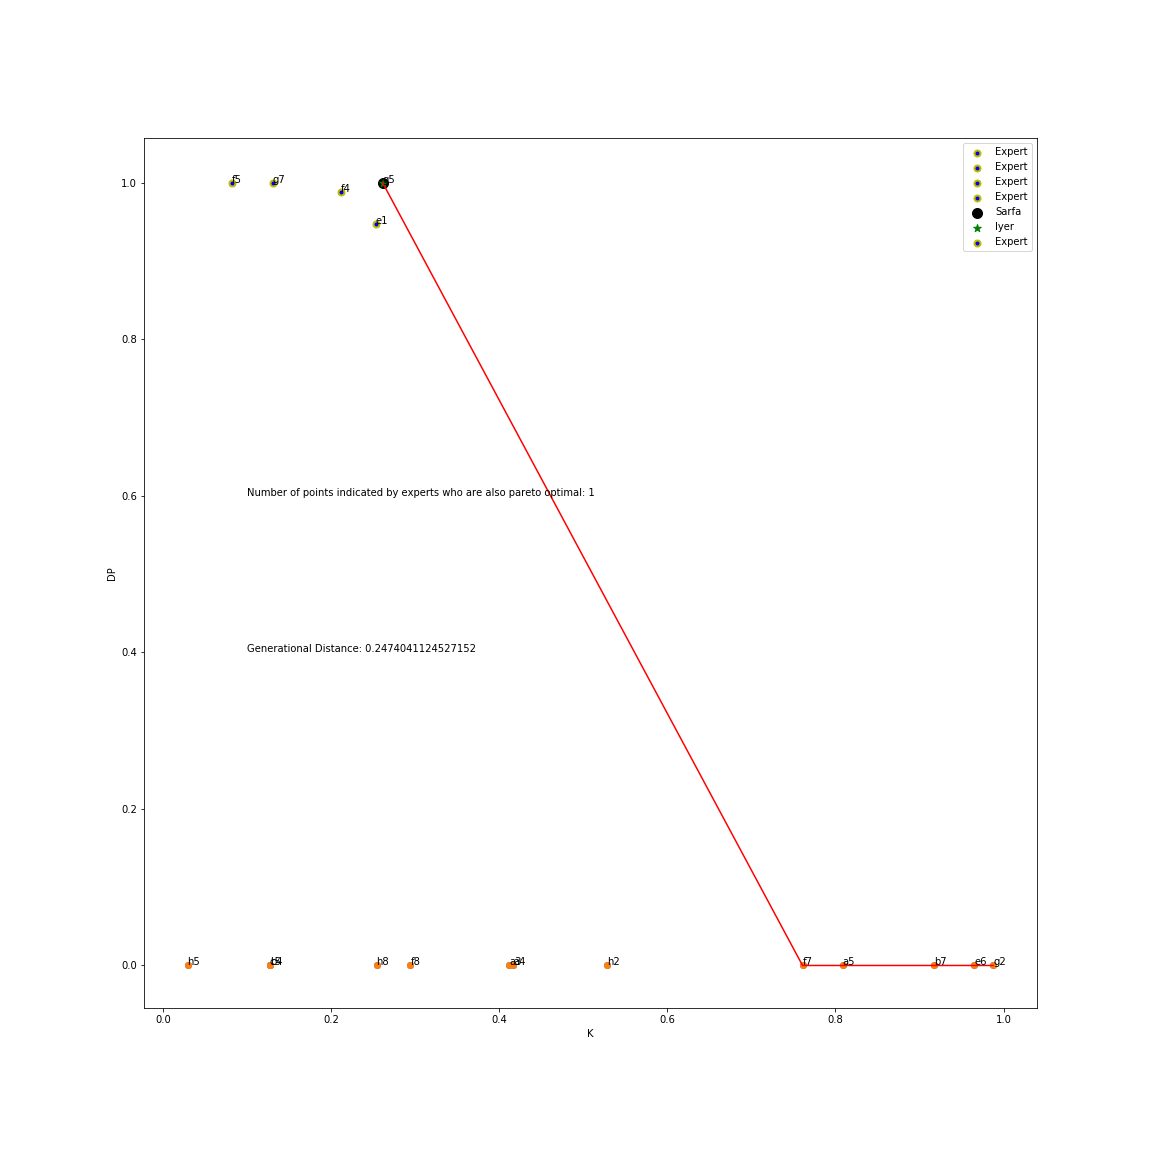 Expert
Expert
Expert
Expert
Sarfa
Iyer
Expert
1.0
f5
g7
f4
e1
0.8
0.6
Number of points indicated by experts who are also pareto optimal: 1
DP
0.4
Generational Distance: 0.2474041124527152
0.2
0.0
h5
h8
f8
h2
f7
a5
b7
e6
g2
0.0
0.2
0.4
0.6
0.8
1.0
K